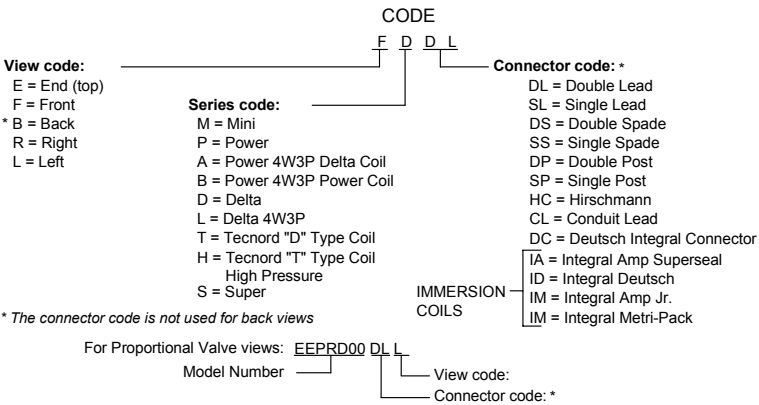 CODE
F D D L
View code:
E = End (top)
F = Front
* B = Back
R = Right
L = Left
Series code:
M = Mini
P = Power
A = Power 4W3P Delta Coil
B = Power 4W3P Power Coil
D = Delta
L = Delta 4W3P
T = Tecnord "D" Type Coil
H = Tecnord "T" Type Coil
High Pressure
S = Super
Connector code: *
DL = Double Lead
SL = Single Lead
DS = Double Spade
SS = Single Spade
DP = Double Post
SP = Single Post
HC = Hirschmann
CL = Conduit Lead
DC = Deutsch Integral Connector
IMMERSION
COILS
IA = Integral Amp Superseal
ID = Integral Deutsch
IM = Integral Amp Jr.
IM = Integral Metri-Pack
* The connector code is not used for back views
For Proportional Valve views: EEPRD00 DL L
Model Number
View code:
Connector code: *